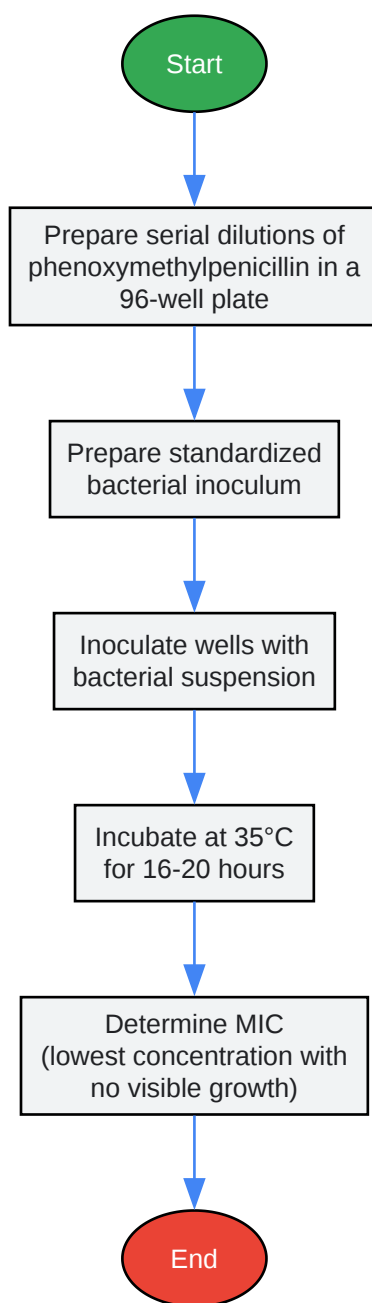 Start
Prepare serial dilutions of
phenoxymethylpenicillin in a
96-well plate
Prepare standardized
bacterial inoculum
Inoculate wells with
bacterial suspension
Incubate at 35°C
for 16-20 hours
Determine MIC
(lowest concentration with
no visible growth)
End